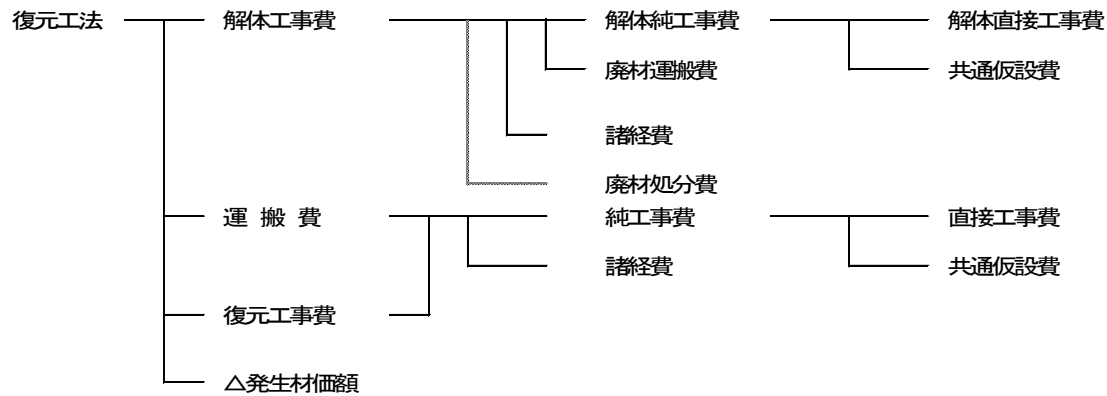 復元工法 解体工事費 解体純工事費 解体直接工事費
廃材運搬費 共通仮設費
諸経費
廃材処分費
運 搬 費 純工事費 直接工事費
諸経費 共通仮設費
復元工事費
△発生材価額